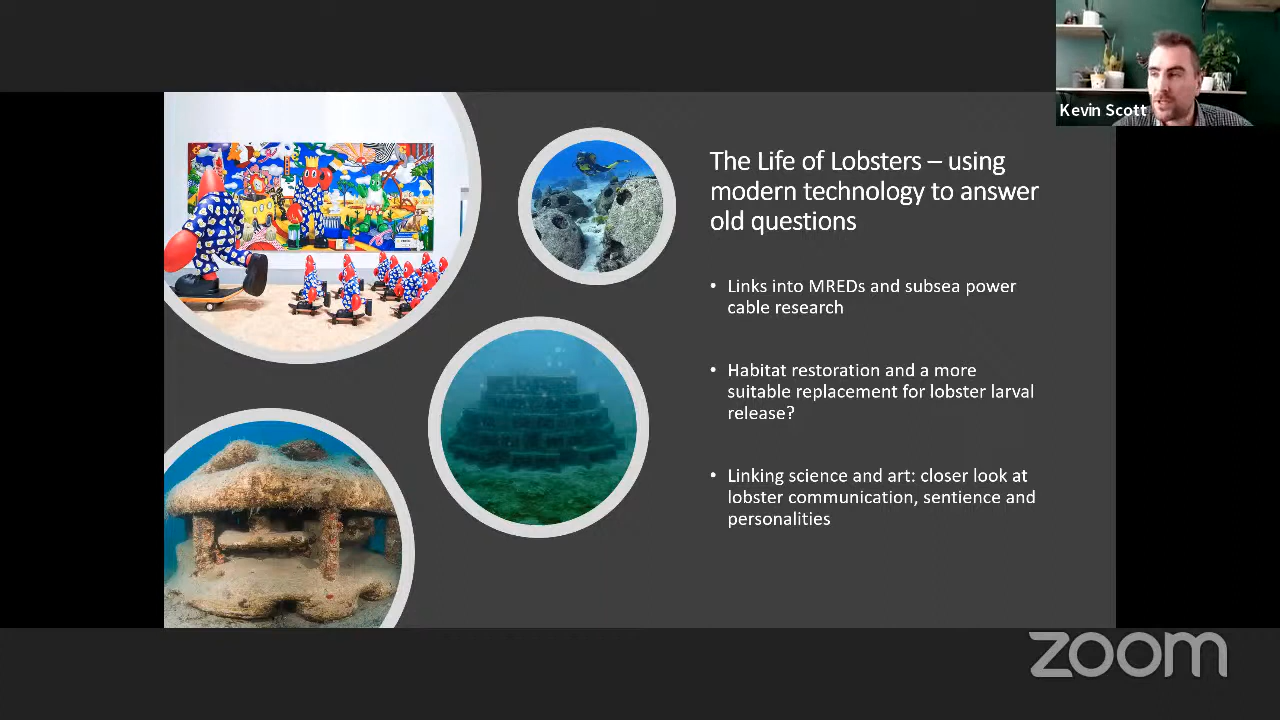 Kevin Scott
The Life of Lobsters – using
modern technology to answer
old questions
• Links into MREDs and subsea power
cable research
• Habitat restoration and a more
suitable replacement for lobster larval
release?
• Linking science and art: closer look at
lobster communication, sentience and
personalities
zoom